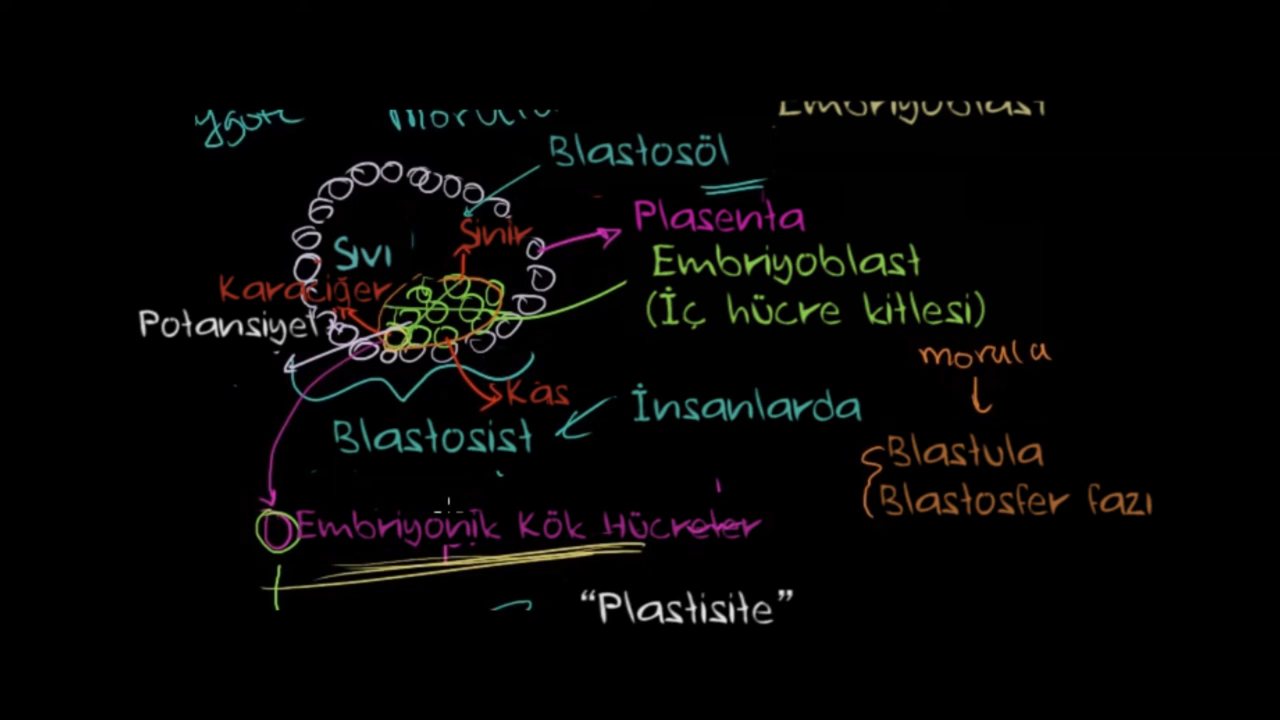 Blastosöl
Plasenta
Sinir
Sıvı
Embriyoblast
Karaciğer
(İç hücre kitlesi)
Potansiyel
morula
Kas
İnsanlarda
Blastosist
Blastula
Blastosfer fazı
Embriyonik Kök Hücreler
"Plastisite"